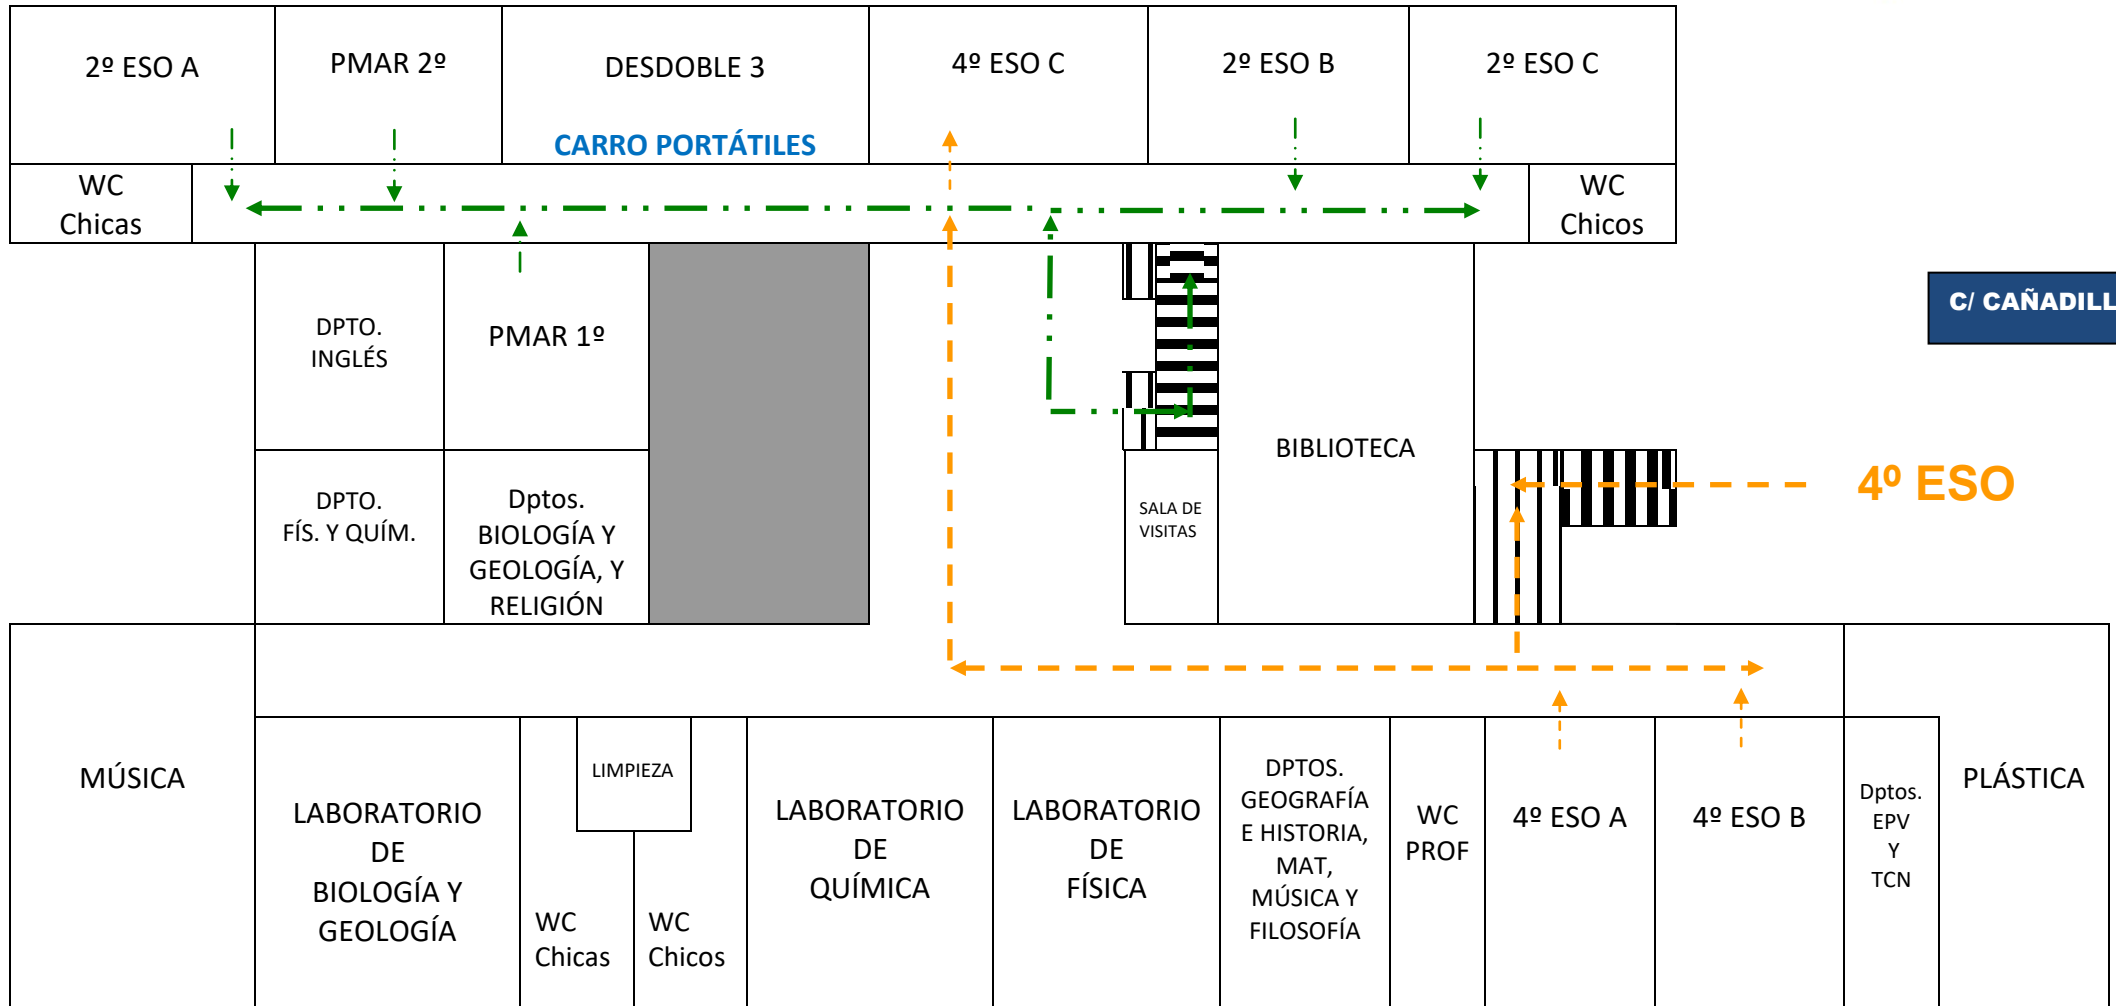 2º ESO A
PMAR 2º
DESDOBLE 3
CARRO PORTÁTILES
4º ESO C
2º ESO B
2º ESO C
WC
Chicas
WC
Chicos
DPTO.
INGLÉS
PMAR 1º
C/ CAÑADILL
BIBLIOTECA
4º ESO
DPTO.
FÍS. Y QUÍM.
Dptos.
BIOLOGÍA Y
GEOLOGÍA, Y
RELIGIÓN
SALA DE
VISITAS
MÚSICA
LABORATORIO
DE
BIOLOGÍA Y
GEOLOGÍA
LIMPIEZA
WC
Chicas
WC
Chicos
LABORATORIO
DE
QUÍMICA
LABORATORIO
DE
FÍSICA
DPTOS.
GEOGRAFÍA
E HISTORIA,
MAT,
MÚSICA Y
FILOSOFÍA
WC
PROF
4º ESO A
4º ESO B
Dptos.
EPV
Y
TCN
PLÁSTICA